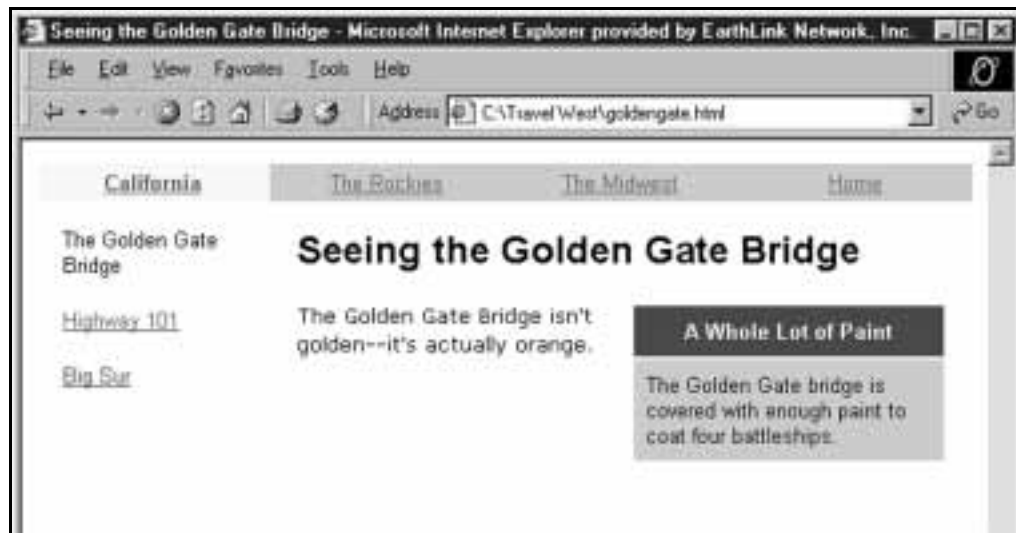 Seeing the Golden Gate Bridge - Microsoft Internet Explorer provided by EarthLink Network, Inc.
File Edit View Favorites Tools Help
Address C:\Travel West\goldengate.html Go
California The Rockies The Midwest Home
The Golden Gate
Bridge
Highway 101
Big Sur
Seeing the Golden Gate Bridge
The Golden Gate Bridge isn't
golden--it's actually orange.
A Whole Lot of Paint
The Golden Gate bridge is
covered with enough paint to
coat four battleships.